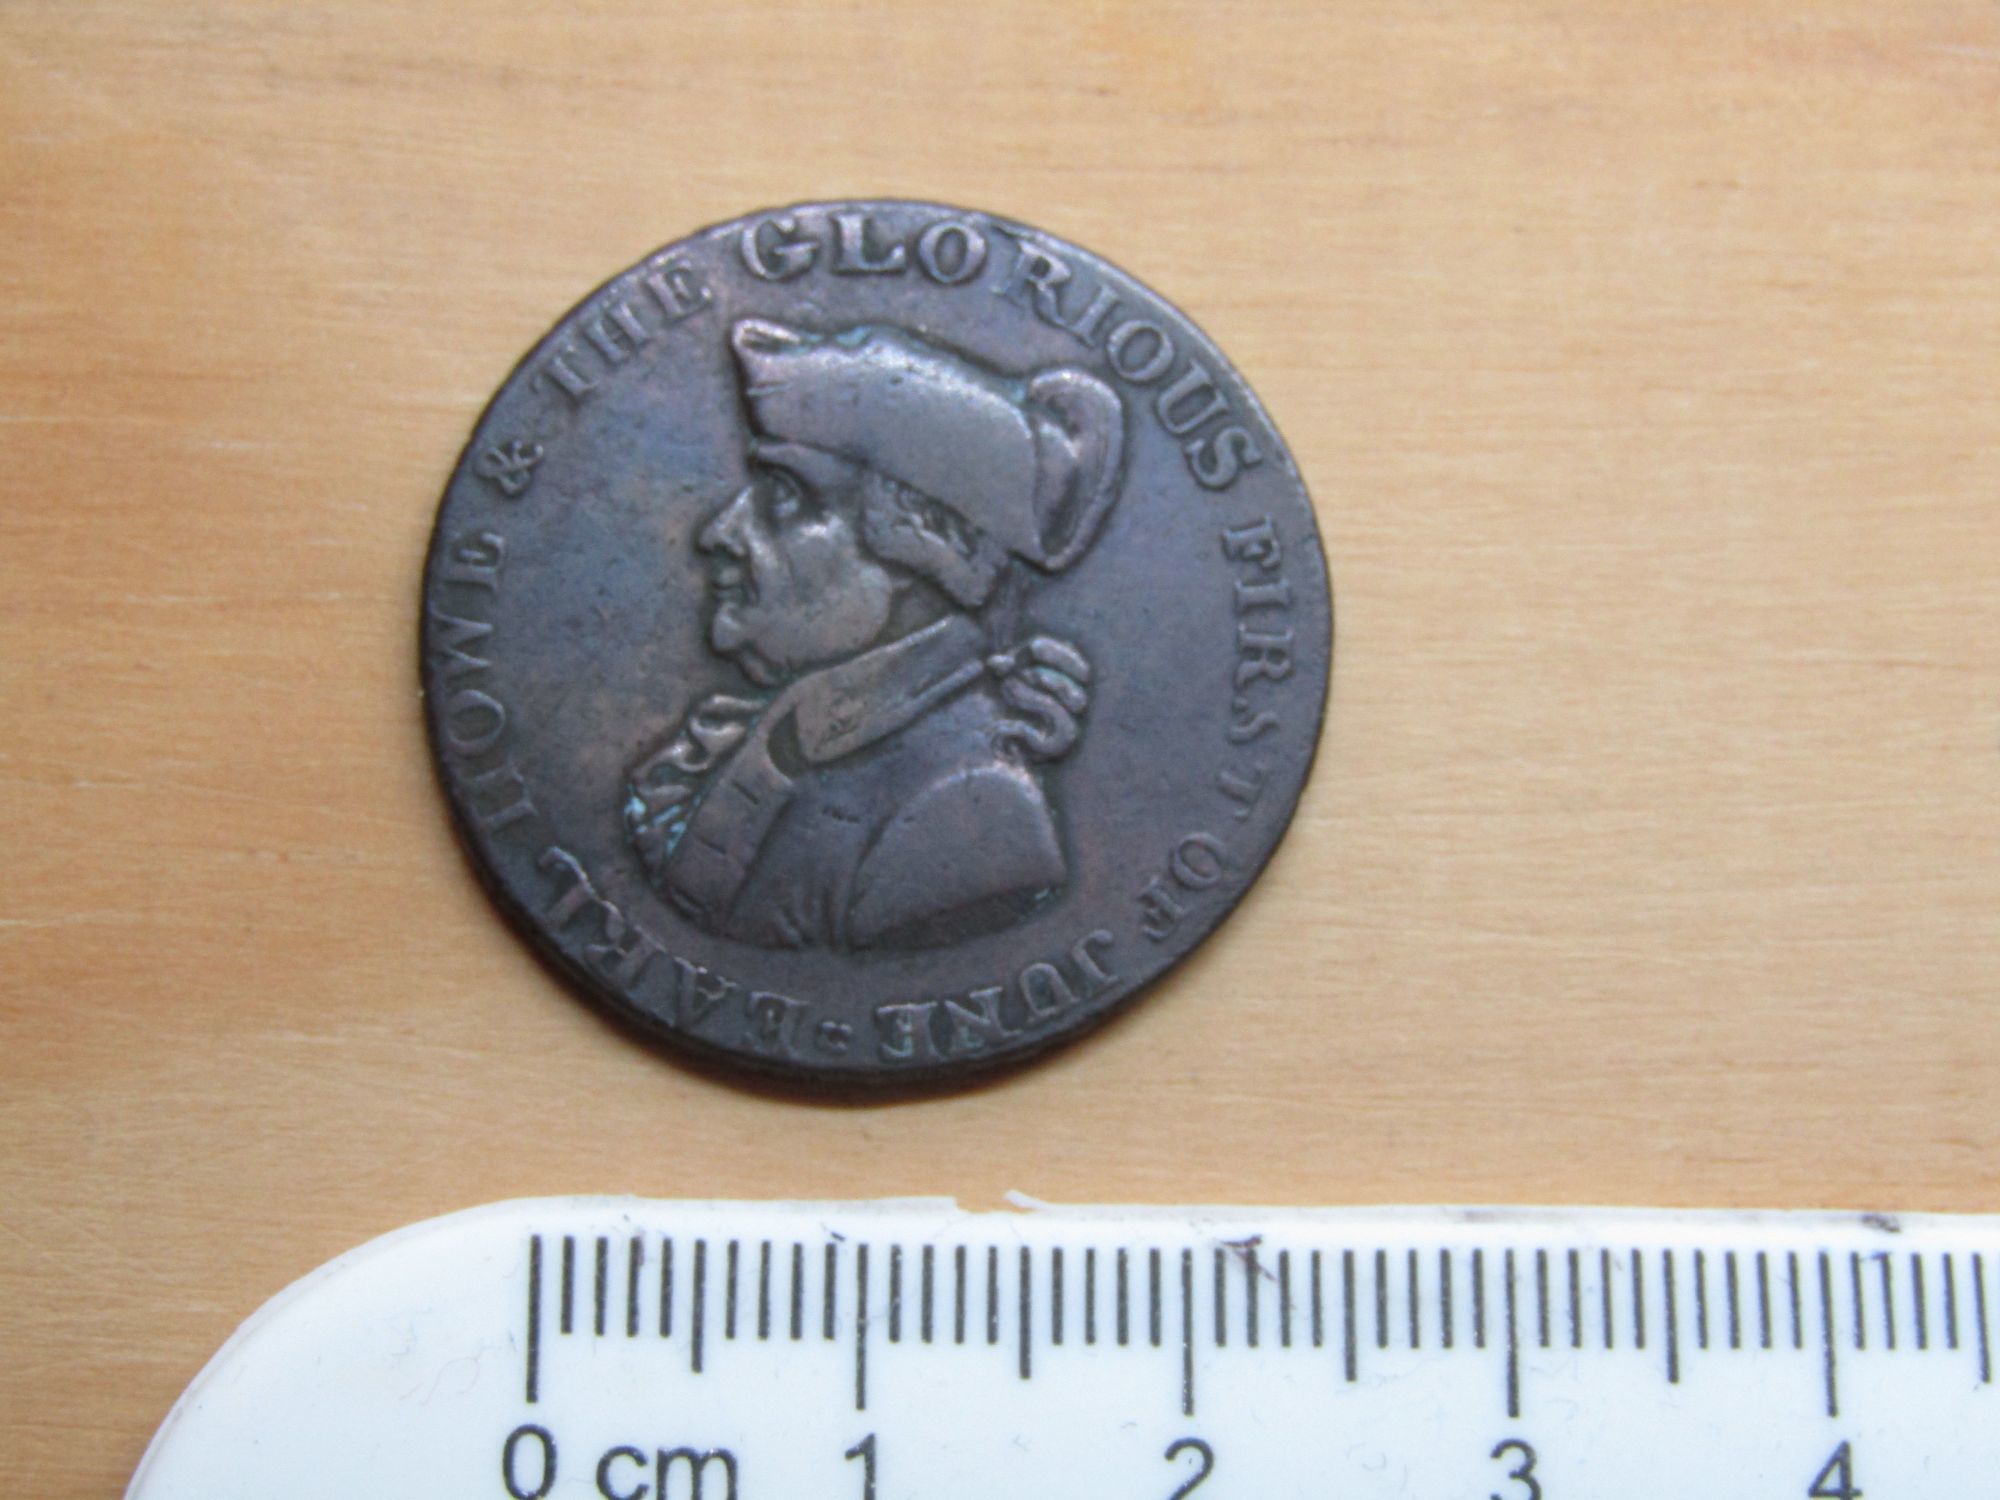 EARL HOWE & THE GLORIOUS FIRST OF JUNE
0 cm 1 2 3 4